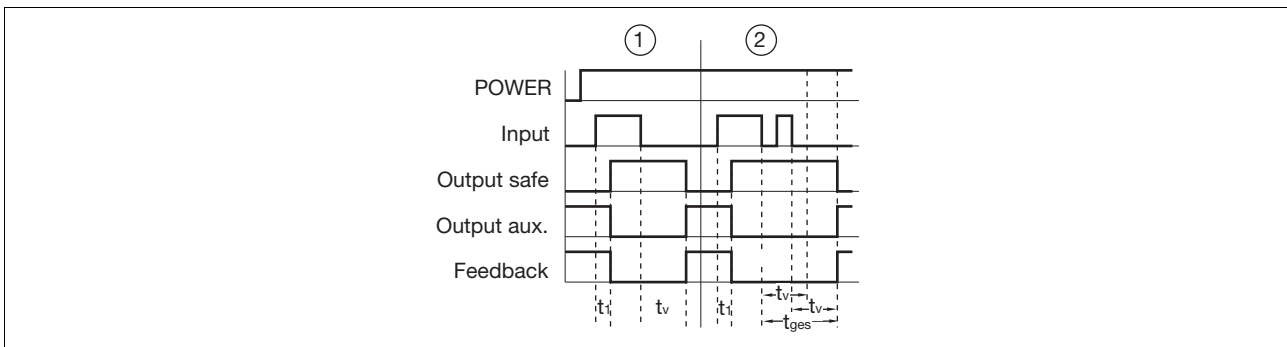 ① ②
POWER
Input
Output safe
Output aux.
Feedback
t1 tv t1 tv
tv
tges